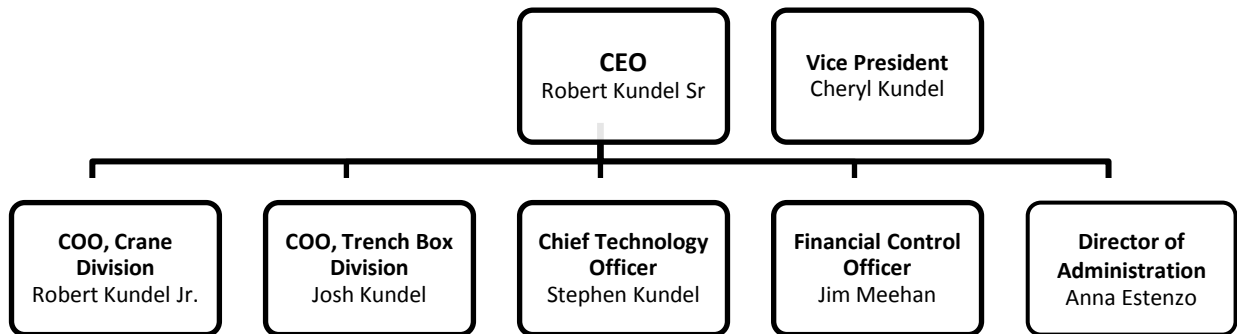 CEO
Robert Kundel Sr
Vice President
Cheryl Kundel
COO, Crane
Division
Robert Kundel Jr.
COO, Trench Box
Division
Josh Kundel
Chief Technology
Officer
Stephen Kundel
Financial Control
Officer
Jim Meehan
Director of
Administration
Anna Estenzo